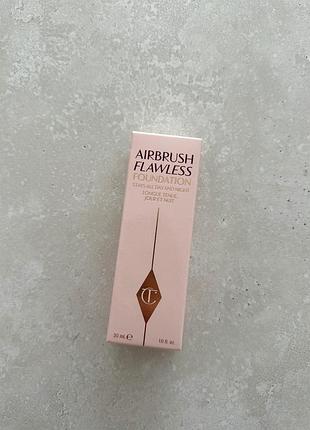 AIRBRUSH
FLAWLESS
FOUNDATION
STAYS ALL DAY AND NIGHT
LONGUE TENUE,
JOUR ET NUIT
CT
30 mL ℮ 1.0 fl. oz.